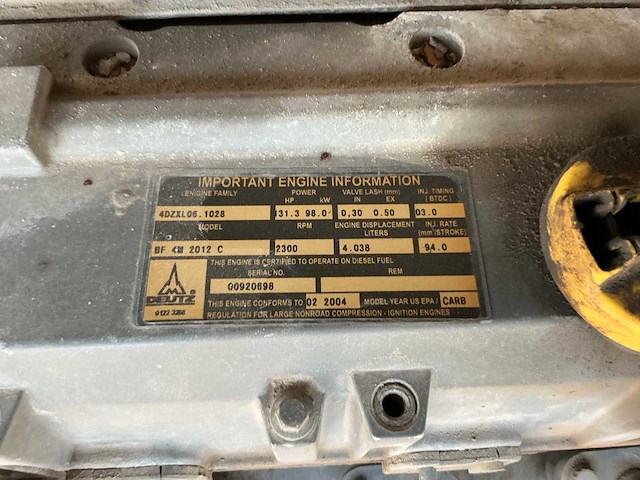 IMPORTANT ENGINE INFORMATION
ENGINE FAMILY POWER VALVE LASH (mm) INJ. TIMING
HP kW IN EX (BTDC)
4DZXL06.1028 131.3 98.0 0,30 0.50 03.0
MODEL RPM ENGINE DISPLACEMENT INJ. RATE
LITERS (mm³/STROKE)
BF 4M 2012 C 2300 4.038 94.0
THIS ENGINE IS CERTIFIED TO OPERATE ON DIESEL FUEL
SERIAL NO. REM
00920698
DEUTZ
THIS ENGINE CONFORMS TO 02 2004 MODEL YEAR US EPA/ CARB
0122 3288 REGULATION FOR LARGE NONROAD COMPRESSION - IGNITION ENGINES